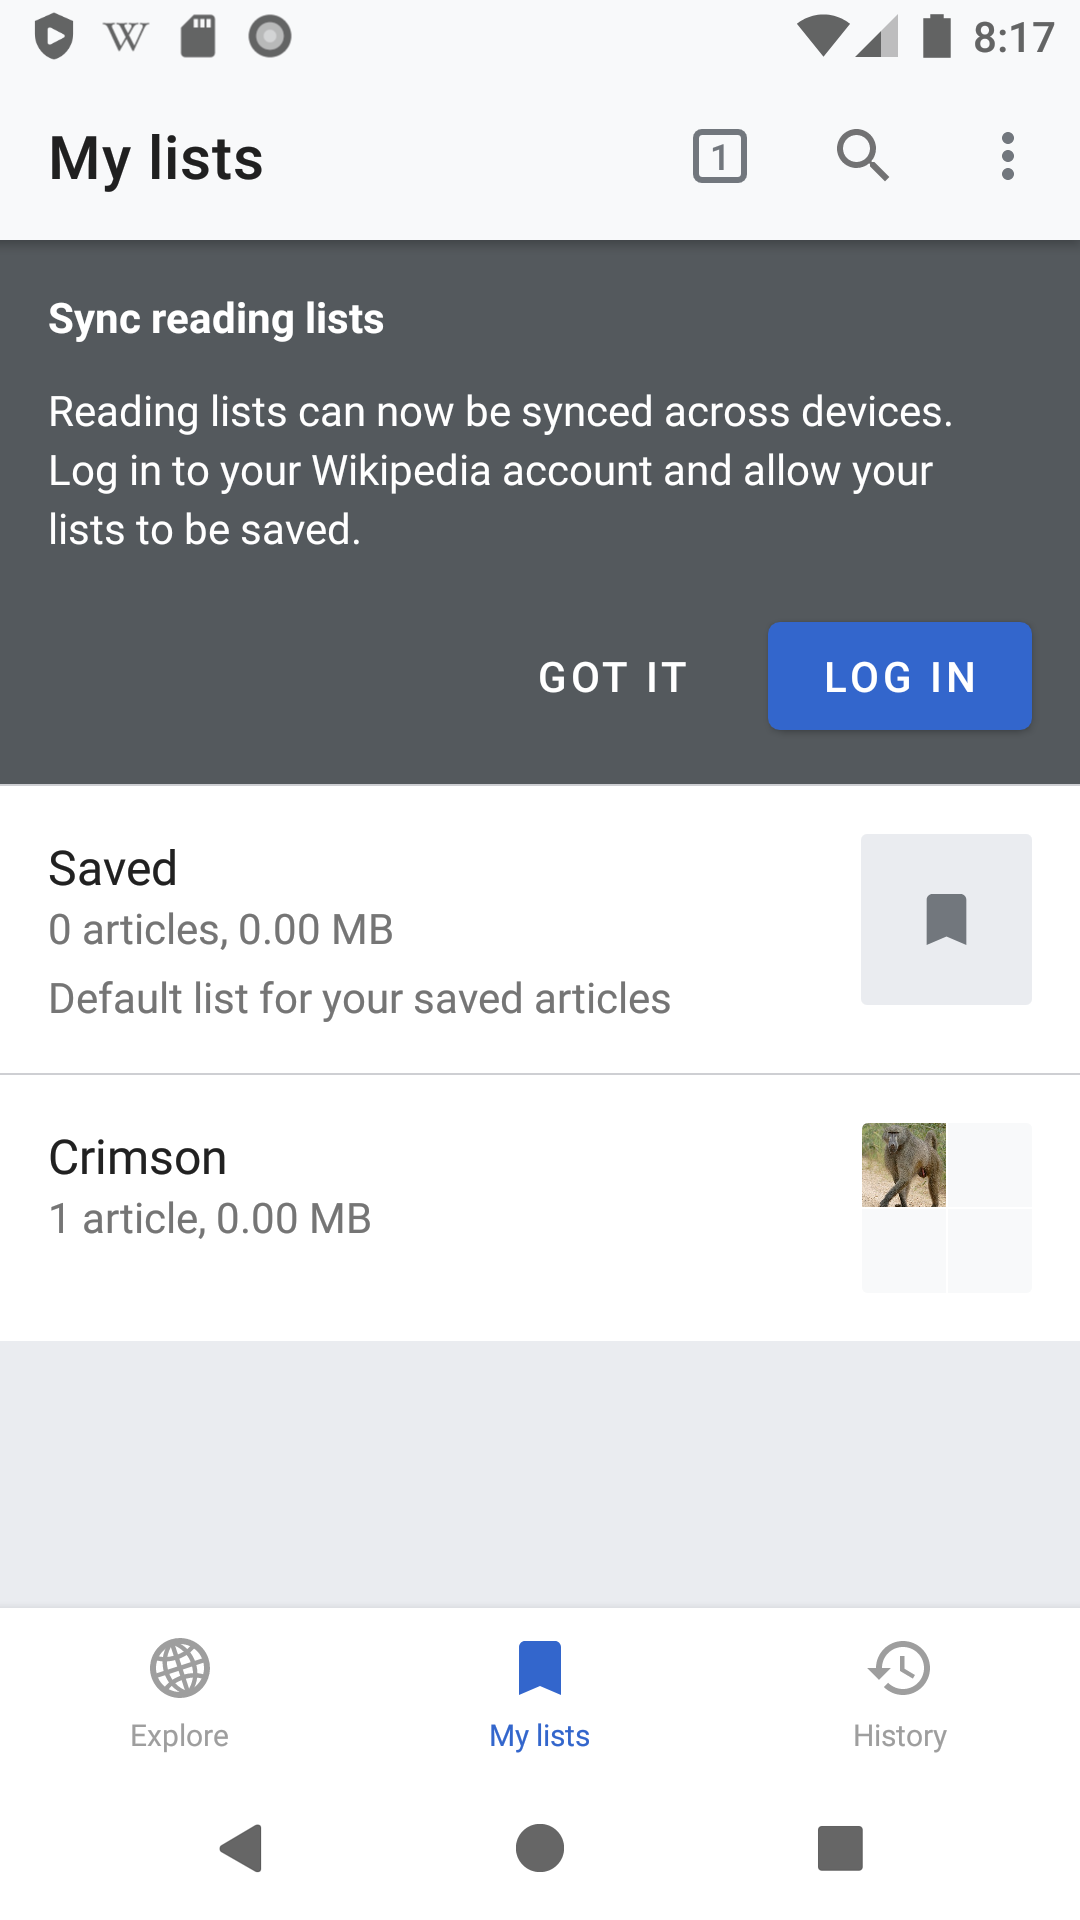 8:17
My lists
1
Sync reading lists
Reading lists can now be synced across devices.
Log in to your Wikipedia account and allow your
lists to be saved.
GOT IT
LOG IN
Saved
0 articles, 0.00 MB
Default list for your saved articles
Crimson
1 article, 0.00 MB
Explore
My lists
History